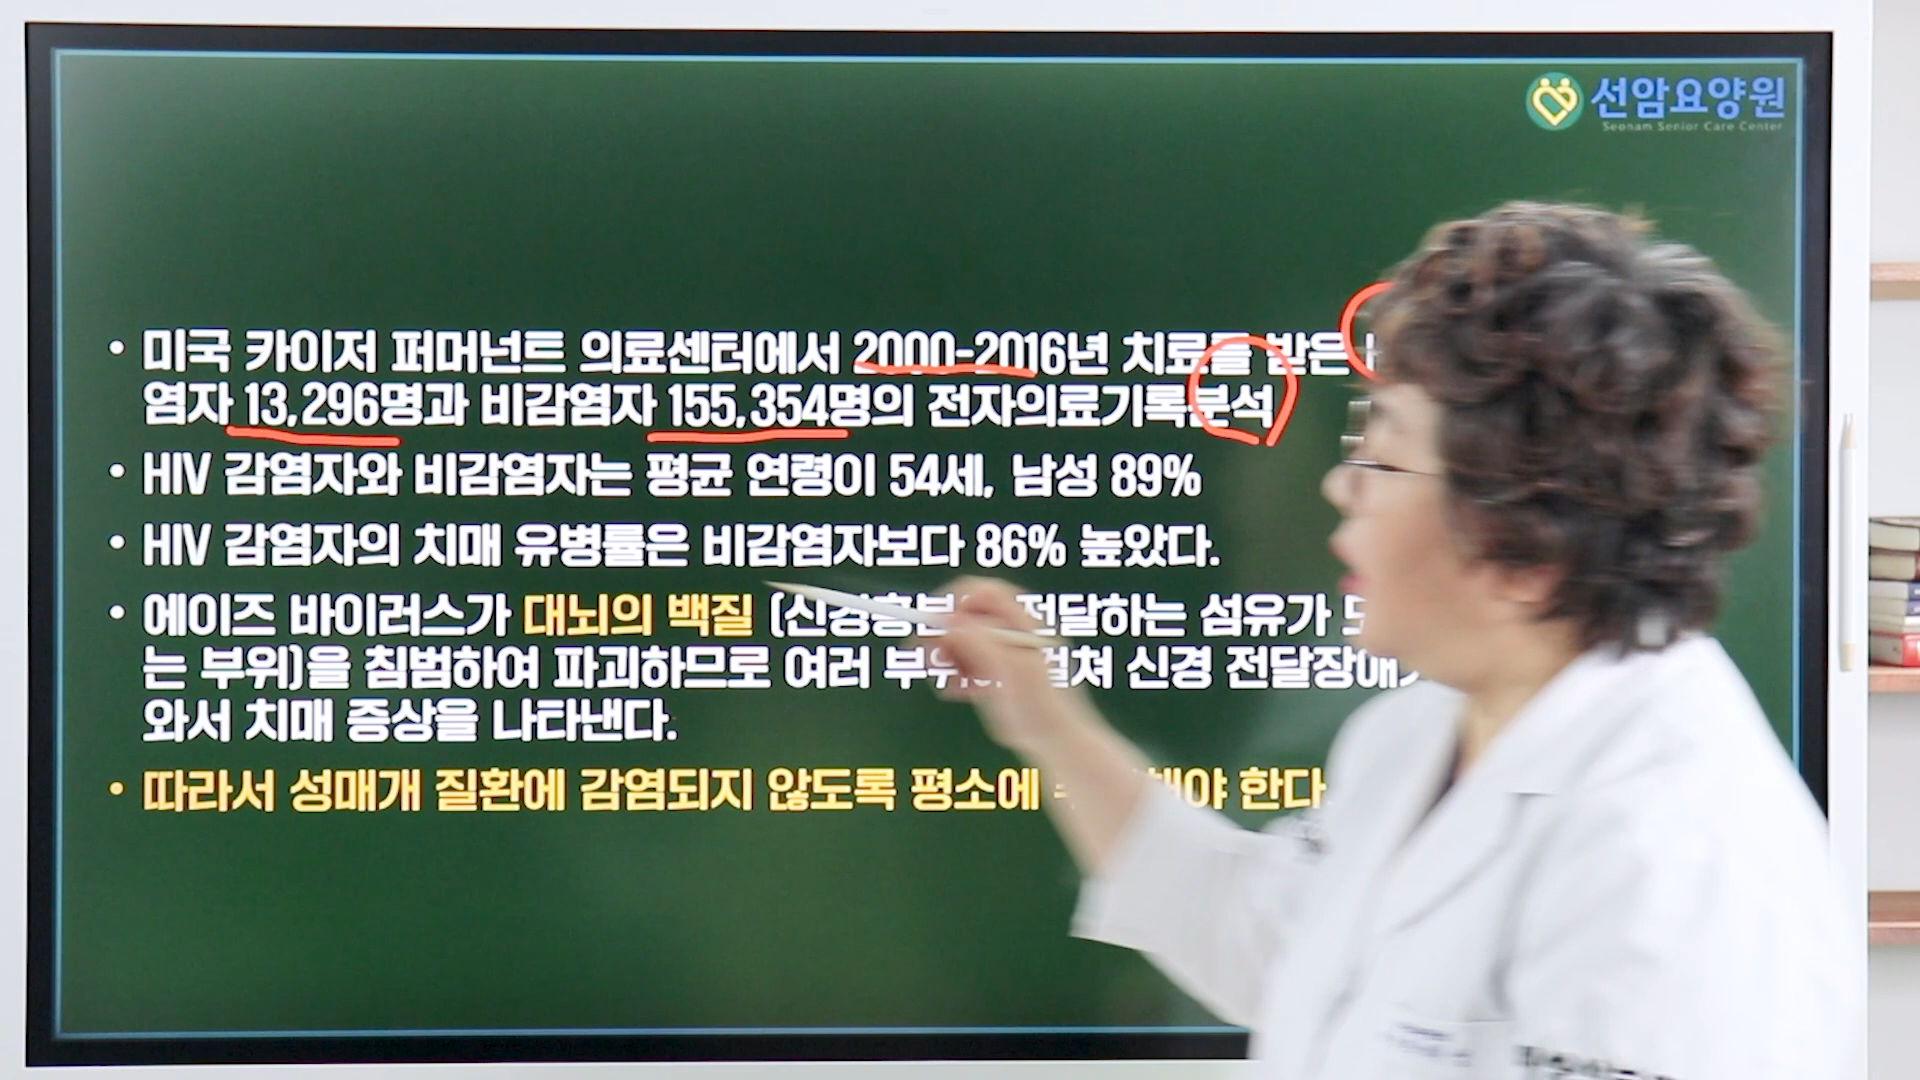 선암요양원
Seonam Senior Care Center
• 미국 카이저 퍼머넌트 의료센터에서 2000-2016년 치료를 받은
염자 13,296명과 비감염자 155,354명의 전자의료기록분석
• HIV 감염자와 비감염자는 평균 연령이 54세, 남성 89%
• HIV 감염자의 치매 유병률은 비감염자보다 86% 높았다.
• 에이즈 바이러스가 대뇌의 백질 (신경흥분 전달하는 섬유가
는 부위)을 침범하여 파괴하므로 여러 걸쳐 신경
와서 치매 증상을 나타낸다.
• 따라서 성매개 질환에 감염되지 않도록 평소에 한다.